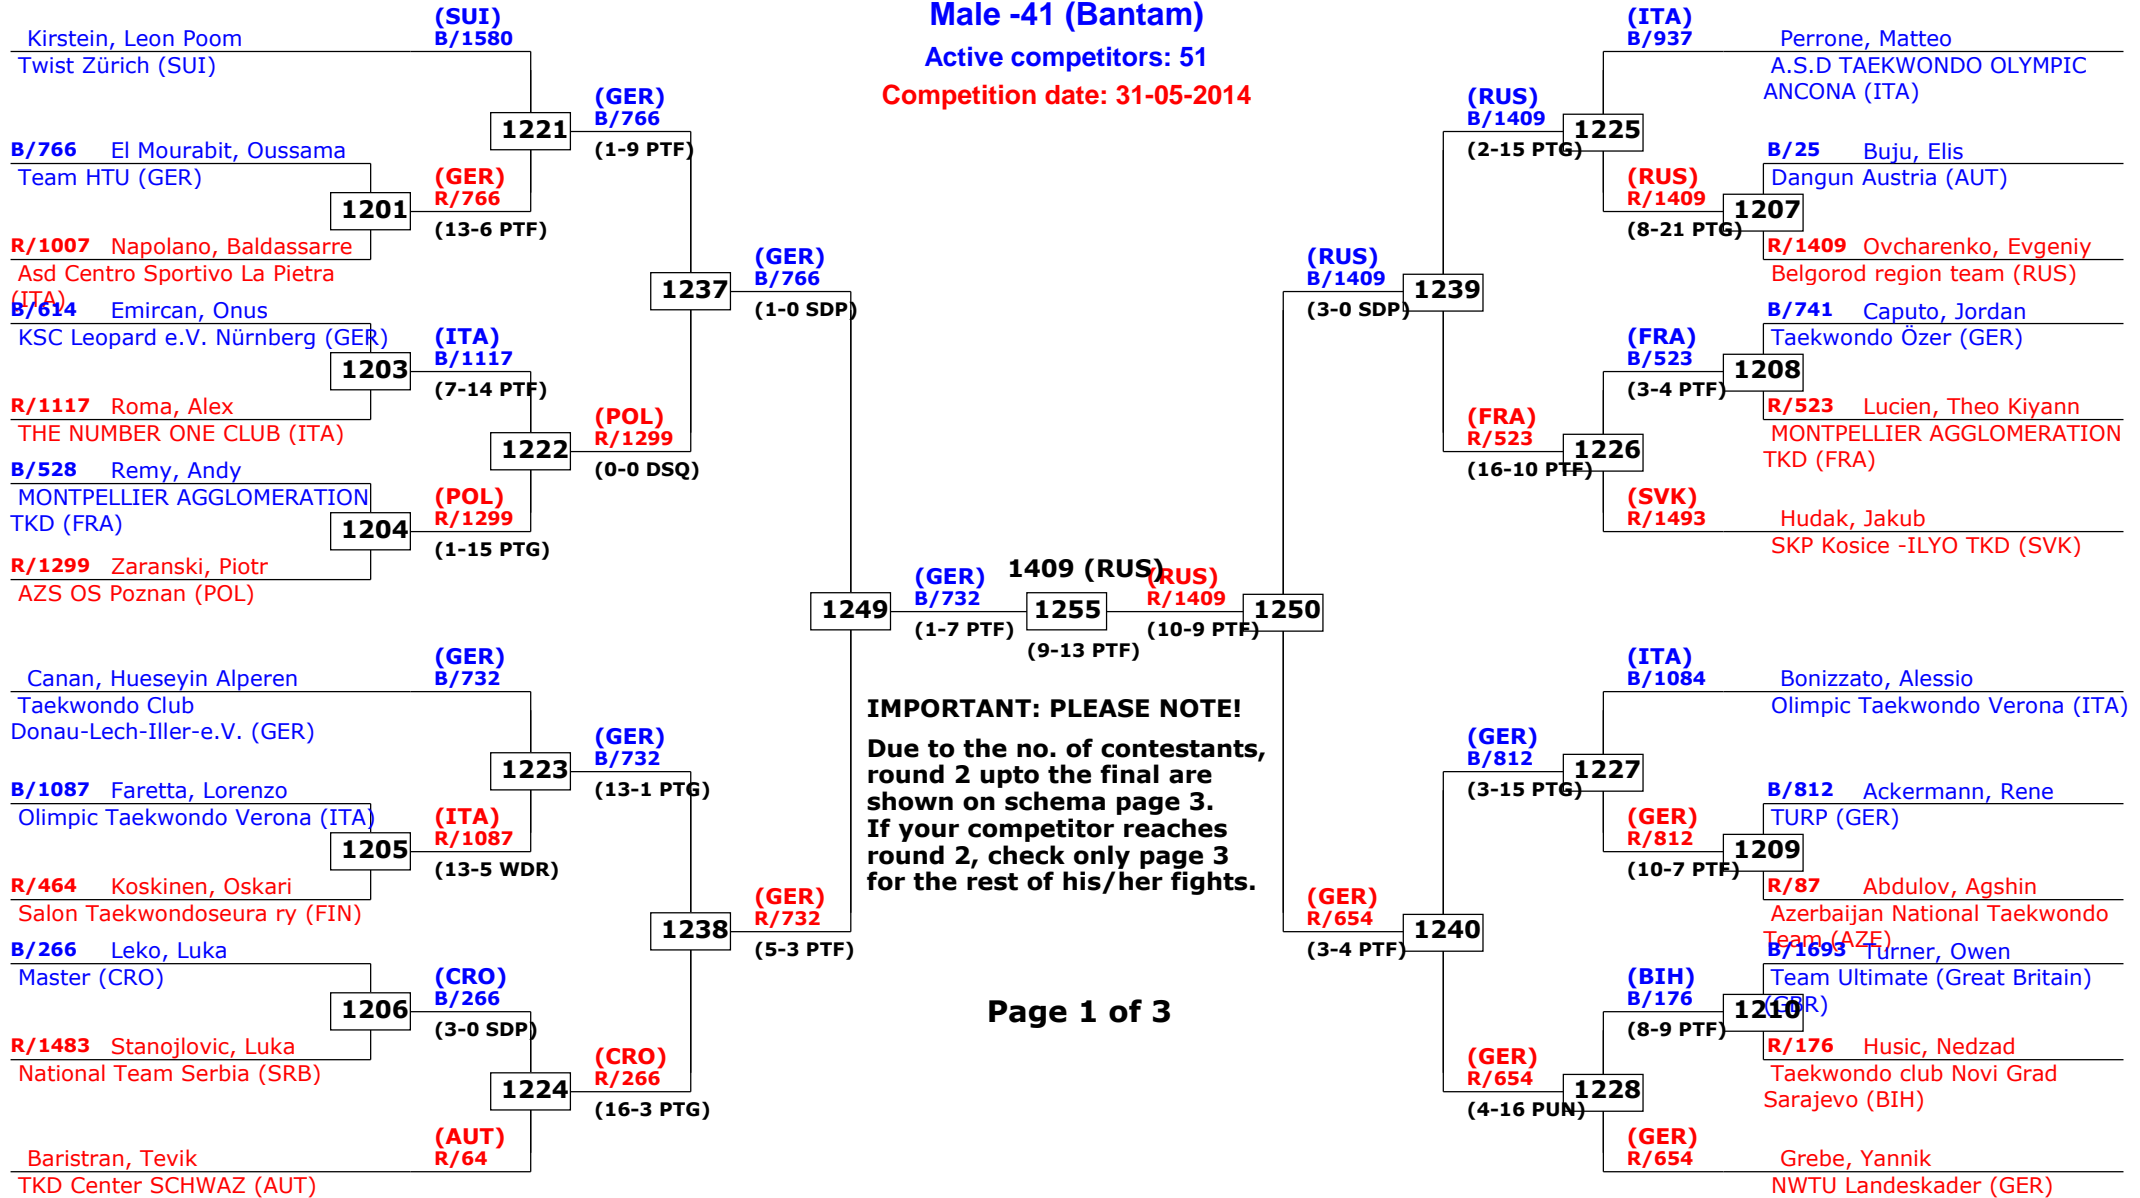 Male -41 (Bantam)
Active competitors: 51
Competition date: 31-05-2014
(SUI)
Kirstein, Leon Poom B/1580
Twist Zürich (SUI)
1221
(GER)
B/766
(1-9 PTF)
B/766 El Mourabit, Oussama
Team HTU (GER)
1201
(GER)
R/766
(13-6 PTF)
R/1007 Napolano, Baldassarre
Asd Centro Sportivo La Pietra
(ITA)
1237
(GER)
B/766
(1-0 SDP)
B/614 Emircan, Onus
KSC Leopard e.V. Nürnberg (GER)
1203
(ITA)
B/1117
(7-14 PTF)
R/1117 Roma, Alex
THE NUMBER ONE CLUB (ITA)
1222
(POL)
R/1299
(0-0 DSQ)
B/528 Remy, Andy
MONTPELLIER AGGLOMERATION
TKD (FRA)
1204
(POL)
R/1299
(1-15 PTG)
R/1299 Zaranski, Piotr
AZS OS Poznan (POL)
1249
(GER)
B/732
(1-7 PTF)
1409 (RUS)
1255
(9-13 PTF)
(RUS)
R/1409
(10-9 PTF)
1250
(GER)
Canan, Hueseyin Alperen B/732
Taekwondo Club
Donau-Lech-Iller-e.V. (GER)
1223
(GER)
B/732
(13-1 PTG)
B/1087 Faretta, Lorenzo
Olimpic Taekwondo Verona (ITA)
1205
(ITA)
R/1087
(13-5 WDR)
R/464 Koskinen, Oskari
Salon Taekwondoseura ry (FIN)
1238
(GER)
R/732
(5-3 PTF)
B/266 Leko, Luka
Master (CRO)
1206
(CRO)
B/266
(3-0 SDP)
R/1483 Stanojlovic, Luka
National Team Serbia (SRB)
1224
(CRO)
R/266
(16-3 PTG)
(AUT)
Baristran, Tevik R/64
TKD Center SCHWAZ (AUT)
IMPORTANT: PLEASE NOTE!
Due to the no. of contestants,
round 2 upto the final are
shown on schema page 3.
If your competitor reaches
round 2, check only page 3
for the rest of his/her fights.
Page 1 of 3
(ITA)
B/937 Perrone, Matteo
A.S.D TAEKWONDO OLYMPIC
ANCONA (ITA)
(RUS)
B/1409
(2-15 PTG)
1225
B/25 Buju, Elis
Dangun Austria (AUT)
(RUS)
R/1409
(8-21 PTG)
1207
R/1409 Ovcharenko, Evgeniy
Belgorod region team (RUS)
(RUS)
B/1409
(3-0 SDP)
1239
B/741 Caputo, Jordan
Taekwondo Özer (GER)
(FRA)
B/523
(3-4 PTF)
1208
R/523 Lucien, Theo Kiyann
MONTPELLIER AGGLOMERATION
TKD (FRA)
(FRA)
R/523
(16-10 PTF)
1226
(SVK)
R/1493 Hudak, Jakub
SKP Kosice -ILYO TKD (SVK)
(ITA)
B/1084 Bonizzato, Alessio
Olimpic Taekwondo Verona (ITA)
(GER)
B/812
(3-15 PTG)
1227
B/812 Ackermann, Rene
TURP (GER)
(GER)
R/812
(10-7 PTF)
1209
R/87 Abdulov, Agshin
Azerbaijan National Taekwondo
Team (AZE)
(GER)
R/654
(3-4 PTF)
1240
B/1693 Turner, Owen
Team Ultimate (Great Britain)
(GBR)
(BIH)
B/176
(8-9 PTF)
1210
R/176 Husic, Nedzad
Taekwondo club Novi Grad
Sarajevo (BIH)
(GER)
R/654
(4-16 PUN)
1228
(GER)
R/654 Grebe, Yannik
NWTU Landeskader (GER)